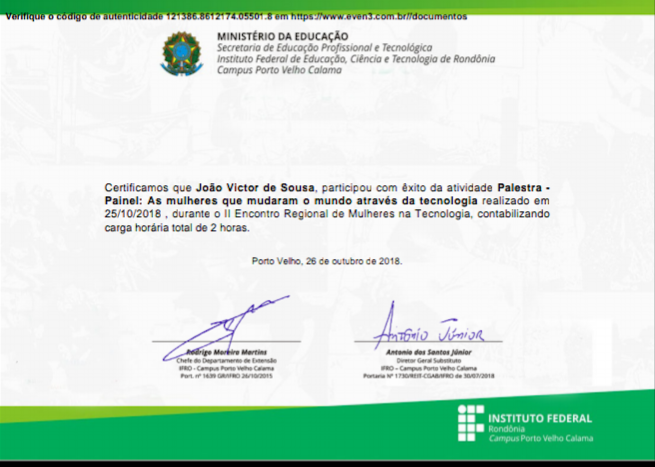 Verifique o código de autenticidade 121386.8612174.05501.8 em https://www.even3.com.br//documentos
MINISTÉRIO DA EDUCAÇÃO
Secretaria de Educação Profissional e Tecnológica
Instituto Federal de Educação, Ciência e Tecnologia de Rondônia
Campus Porto Velho Calama
Certificamos que João Victor de Sousa, participou com êxito da atividade Palestra -
Painel: As mulheres que mudaram o mundo através da tecnologia realizado em
25/10/2018 , durante o II Encontro Regional de Mulheres na Tecnologia, contabilizando
carga horária total de 2 horas.
Porto Velho, 26 de outubro de 2018.
Antônio Júnior
Rodrigo Moreira Martins
Chefe do Departamento de Extensão
IFRO - Campus Porto Velho Calama
Port. nº 1639 GR/IFRO 26/10/2015
Antonio dos Santos Júnior
Diretor Geral Substituto
IFRO - Campus Porto Velho Calama
Portaria Nº 1730/REIT-CGAB/IFRO de 30/07/2018
INSTITUTO FEDERAL
Rondônia
Campus Porto Velho Calama